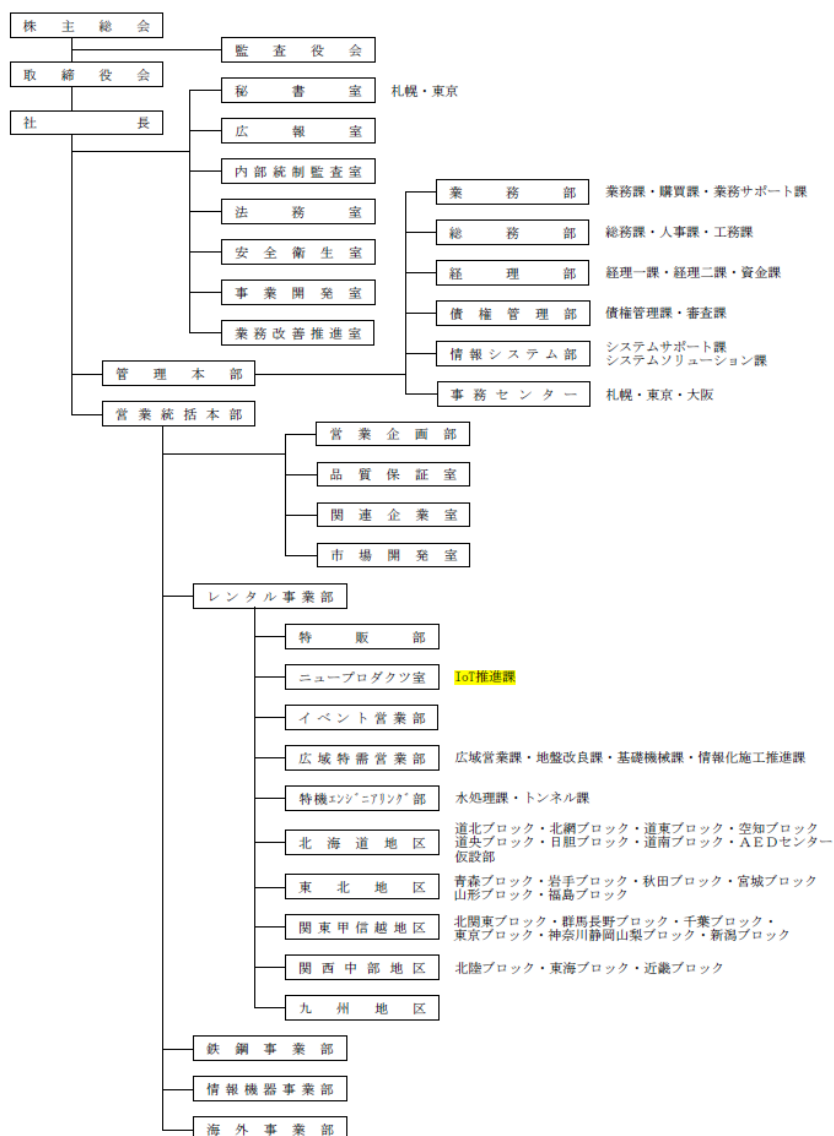 株主総会
監査役会
取締役会
秘書室 札幌・東京
社長
広報室
内部統制監査室
法務室
安全衛生室
事業開発室
業務改善推進室
業務部 業務課・購買課・業務サポート課
総務部 総務課・人事課・工務課
経理部 経理一課・経理二課・資金課
債権管理部 債権管理課・審査課
情報システム部 システムサポート課
システムソリューション課
事務センター 札幌・東京・大阪
管理本部
営業統括本部
営業企画部
品質保証室
関連企業室
市場開発室
レンタル事業部
特販部
ニュープロダクツ室 IoT推進課
イベント営業部
広域特需営業部 広域営業課・地盤改良課・基礎機械課・情報化施工推進課
特機エンジニアリング部 水処理課・トンネル課
北海道地区 道北ブロック・北網ブロック・道東ブロック・空知ブロック
道央ブロック・日胆ブロック・道南ブロック・AEDセンター
仮設部
東北地区 青森ブロック・岩手ブロック・秋田ブロック・宮城ブロック
山形ブロック・福島ブロック
関東甲信越地区 北関東ブロック・群馬長野ブロック・千葉ブロック・
東京ブロック・神奈川静岡山梨ブロック・新潟ブロック
関西中部地区 北陸ブロック・東海ブロック・近畿ブロック
九州地区
鉄鋼事業部
情報機器事業部
海外事業部